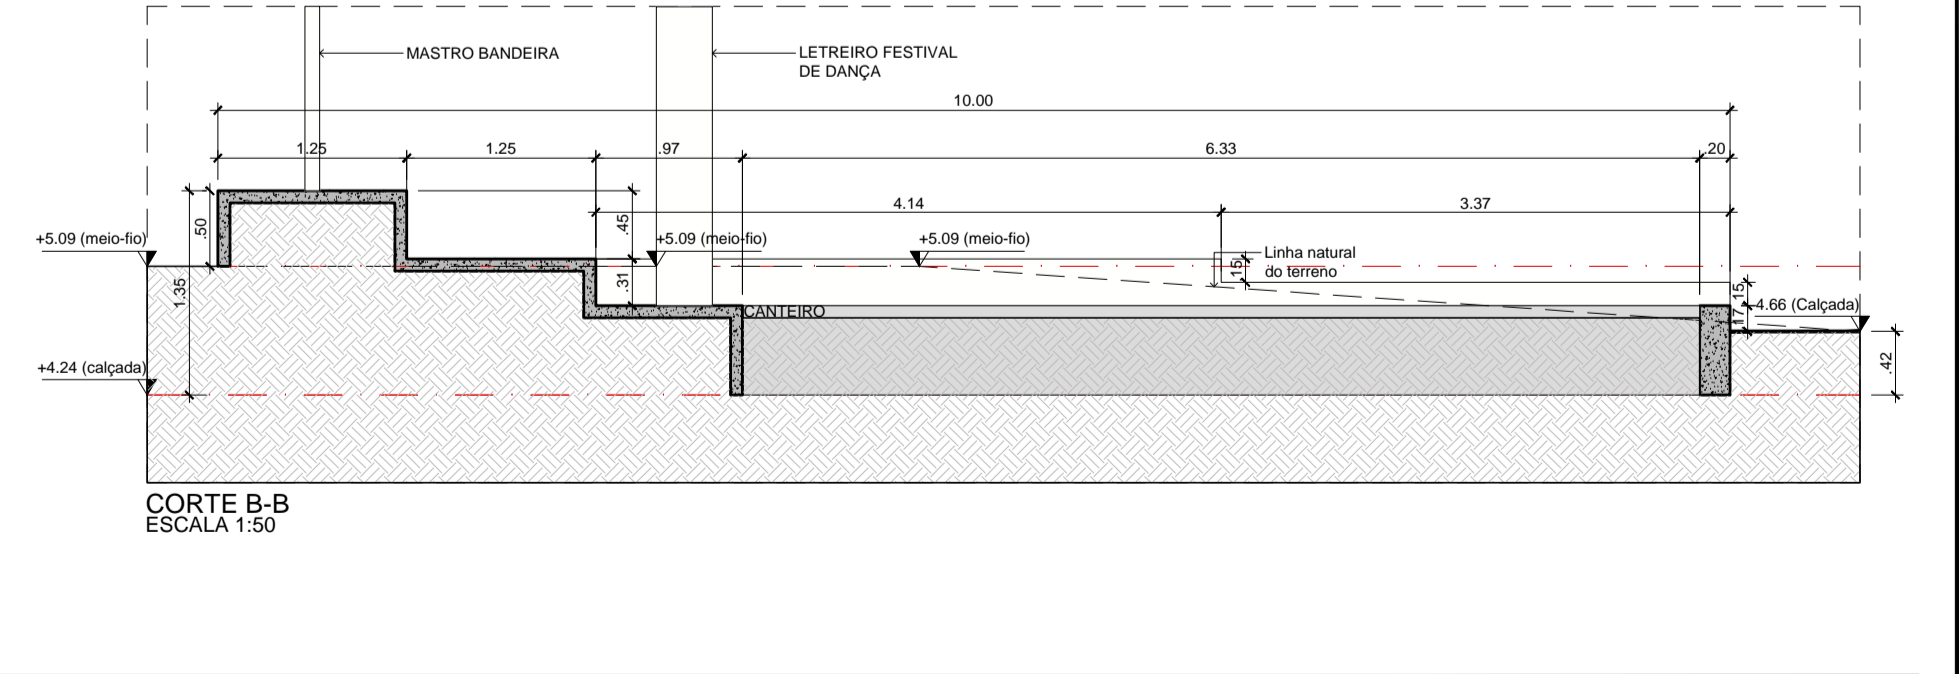 MASTRO BANDEIRA
LETREIRO FESTIVAL
DE DANÇA
10.00
1.25
1.25
.97
6.33
.20
4.14
3.37
.50
.45
+5.09 (meio-fio)
+5.09 (meio-fio)
+5.09 (meio-fio)
Linha natural
do terreno
.15
1.35
.31
.15
CANTEIRO
4.66 (Calçada)
.17
+4.24 (calçada)
.42
CORTE B-B
ESCALA 1:50